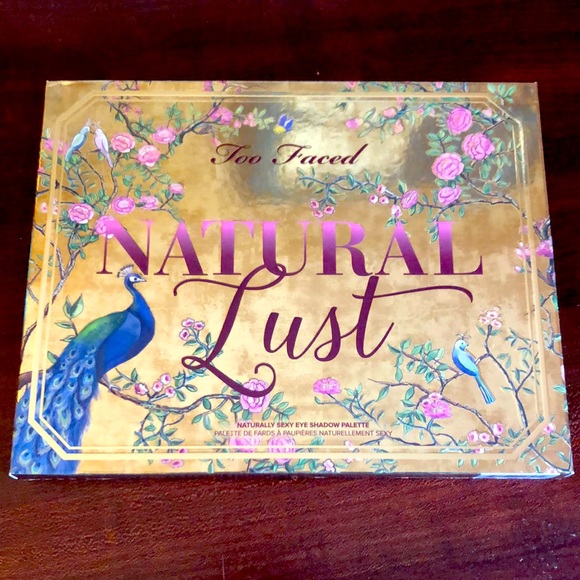 Too Faced
NATURAL
Lust
NATURALLY SEXY EYE SHADOW PALETTE
PALETTE DE FARDS À PAUPIÈRES NATURELLEMENT SEXY